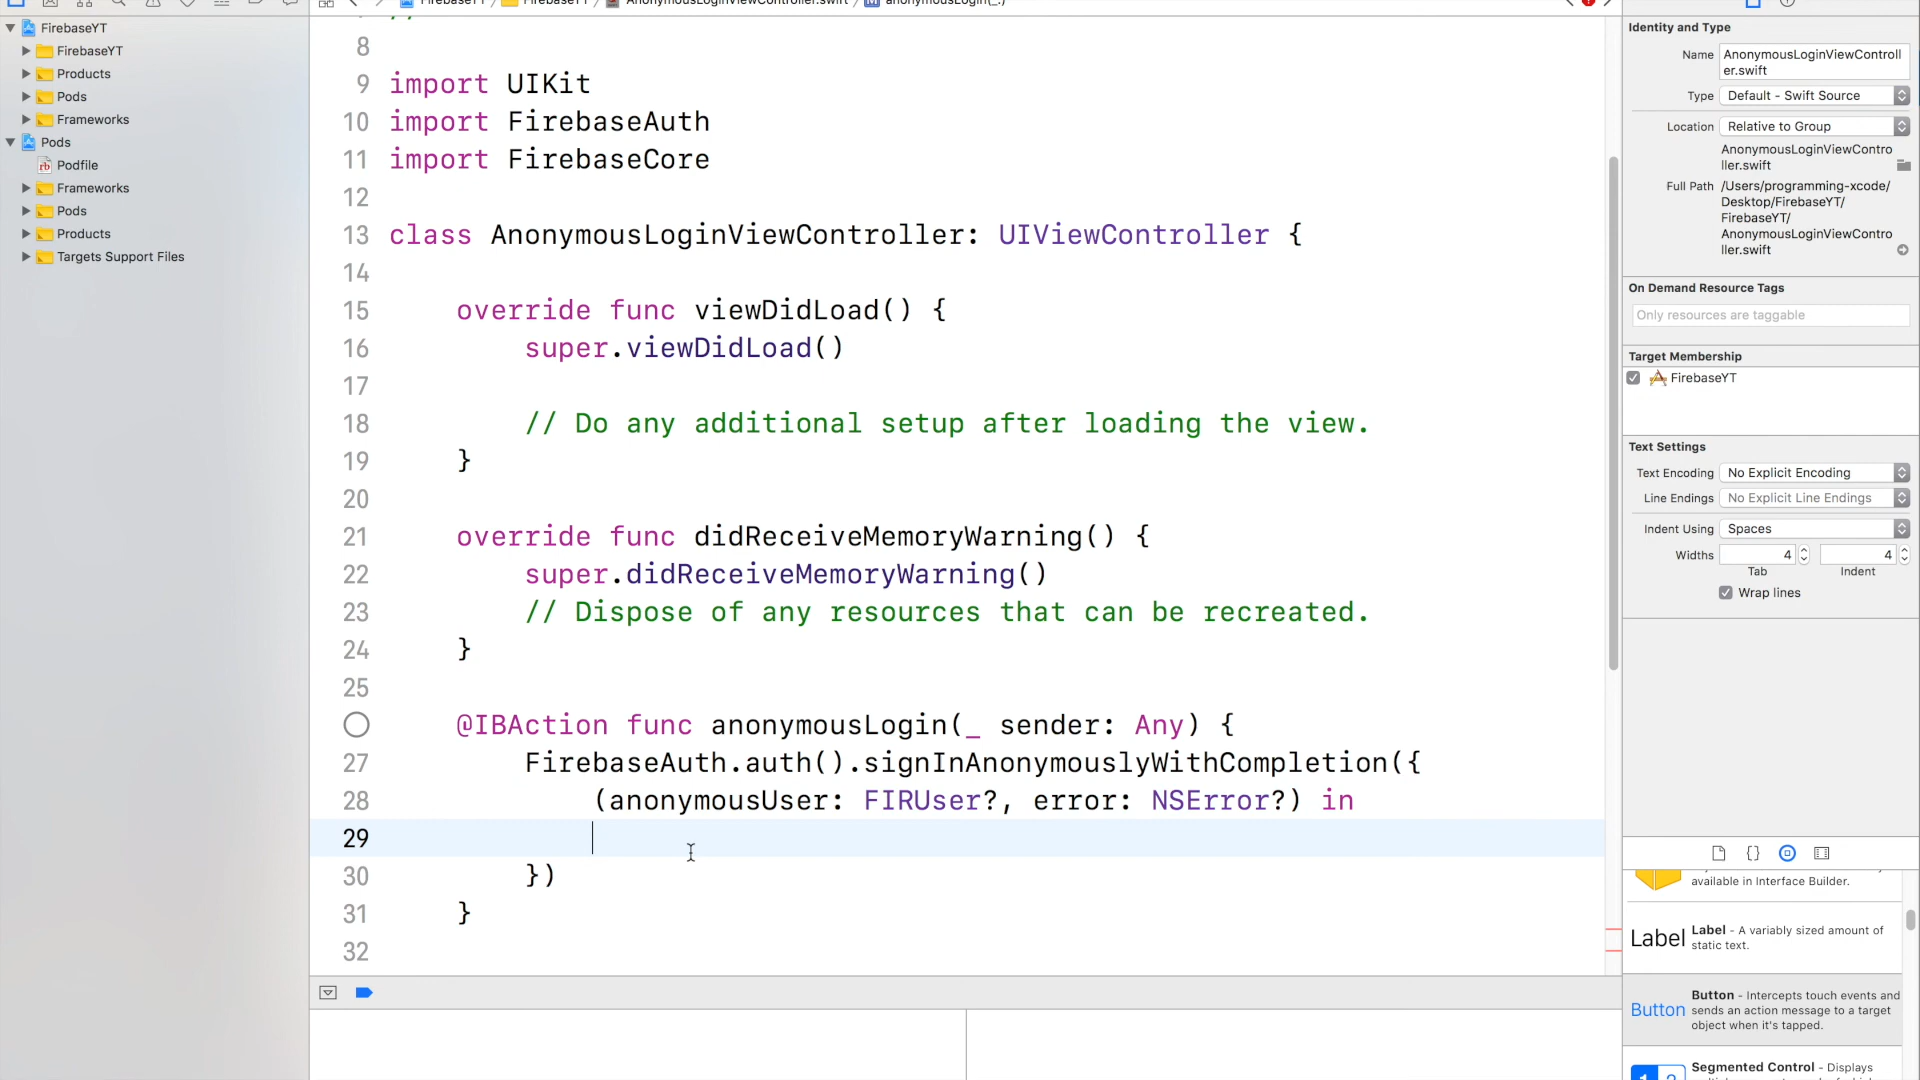 FirebaseYT
FirebaseYT
Products
Pods
Frameworks
Pods
Podfile
Frameworks
Pods
Products
Targets Support Files
8
9 import UIKit
10 import FirebaseAuth
11 import FirebaseCore
12
13 class AnonymousLoginViewController: UIViewController {
14
15 override func viewDidLoad() {
16 super.viewDidLoad()
17
18 // Do any additional setup after loading the view.
19 }
20
21 override func didReceiveMemoryWarning() {
22 super.didReceiveMemoryWarning()
23 // Dispose of any resources that can be recreated.
24 }
25
@IBAction func anonymousLogin(_ sender: Any) {
27 FirebaseAuth.auth().signInAnonymouslyWithCompletion({
28 (anonymousUser: FIRUser?, error: NSError?) in
29
30 })
31 }
32
Identity and Type
Name AnonymousLoginViewControll
er.swift
Type Default - Swift Source
Location Relative to Group
AnonymousLoginViewContro
ller.swift
Full Path /Users/programming-xcode/
Desktop/FirebaseYT/
FirebaseYT/
AnonymousLoginViewContro
ller.swift
On Demand Resource Tags
Only resources are taggable
Target Membership
FirebaseYT
Text Settings
Text Encoding No Explicit Encoding
Line Endings No Explicit Line Endings
Indent Using Spaces
Widths 4 4
Tab Indent
Wrap lines
{}
available in Interface Builder.
Label Label - A variably sized amount of
static text.
Button Button - Intercepts touch events and
sends an action message to a target
object when it's tapped.
Segmented Control - Displays